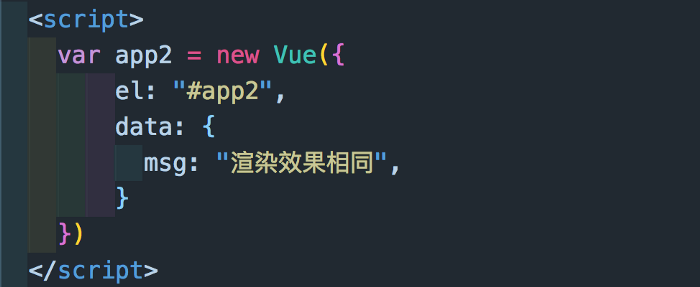 <script>
var app2 = new Vue({
el: "#app2",
data: {
msg: "渲染效果相同",
}
})
</script>